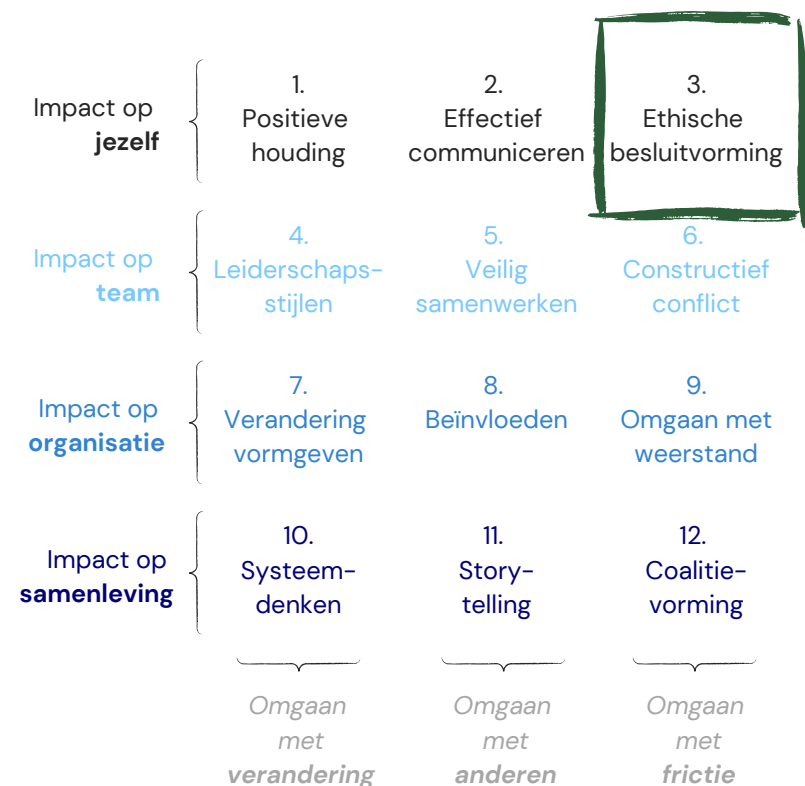 Impact op
jezelf
1.
Positieve
houding
2.
Effectief
communiceren
3.
Ethische
besluitvorming
Impact op
team
4.
Leiderschaps-
stijlen
5.
Veilig
samenwerken
6.
Constructief
conflict
Impact op
organisatie
7.
Verandering
vormgeven
8.
Beïnvloeden
9.
Omgaan met
weerstand
Impact op
samenleving
10.
Systeem-
denken
11.
Story-
telling
12.
Coalitie-
vorming
Omgaan
met
verandering
Omgaan
met
anderen
Omgaan
met
frictie